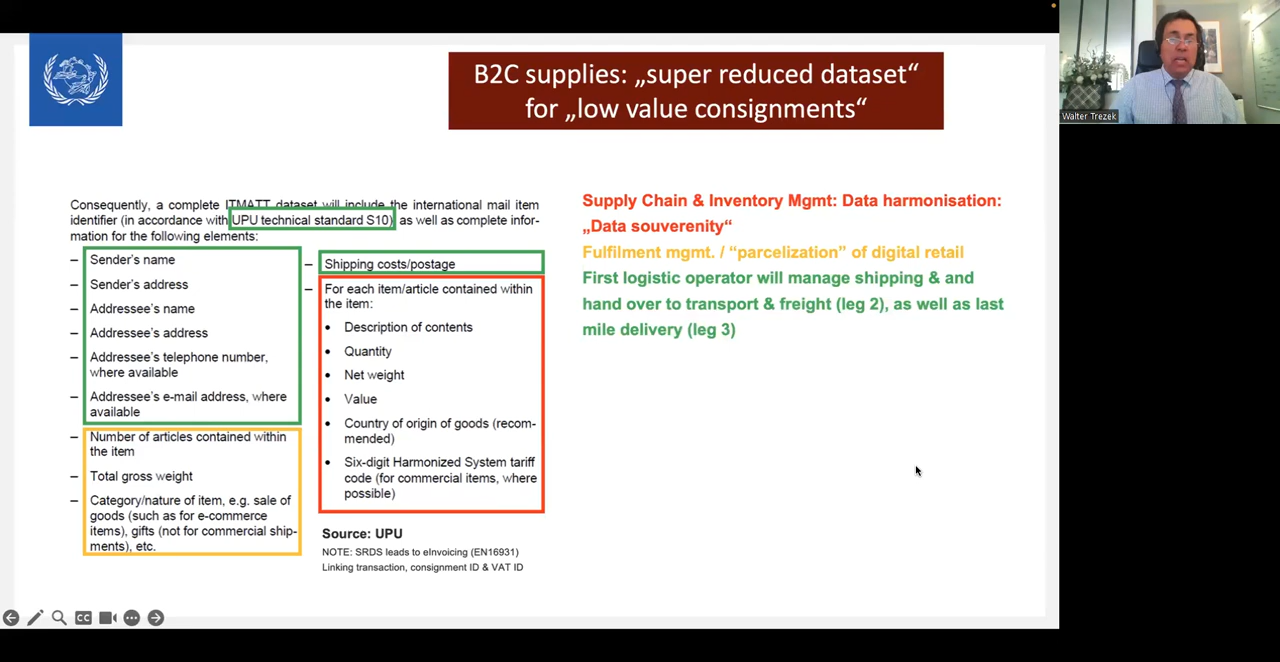 B2C supplies: „super reduced dataset“
for „low value consignments“
Walter Trezek
Consequently, a complete ITMATT dataset will include the international mail item
identifier (in accordance with UPU technical standard S10), as well as complete infor-
mation for the following elements:
– Sender's name
– Sender's address
– Addressee's name
– Addressee's address
– Addressee's telephone number,
where available
– Addressee's e-mail address, where
available
– Number of articles contained within
the item
– Total gross weight
– Category/nature of item, e.g. sale of
goods (such as for e-commerce
items), gifts (not for commercial ship-
ments), etc.
– Shipping costs/postage
– For each item/article contained within
the item:
• Description of contents
• Quantity
• Net weight
• Value
• Country of origin of goods (recom-
mended)
• Six-digit Harmonized System tariff
code (for commercial items, where
possible)
Source: UPU
NOTE: SRDS leads to eInvoicing (EN16931)
Linking transaction, consignment ID & VAT ID
Supply Chain & Inventory Mgmt: Data harmonisation:
„Data souverenity“
Fulfilment mgmt. / “parcelization” of digital retail
First logistic operator will manage shipping & and
hand over to transport & freight (leg 2), as well as last
mile delivery (leg 3)
CC